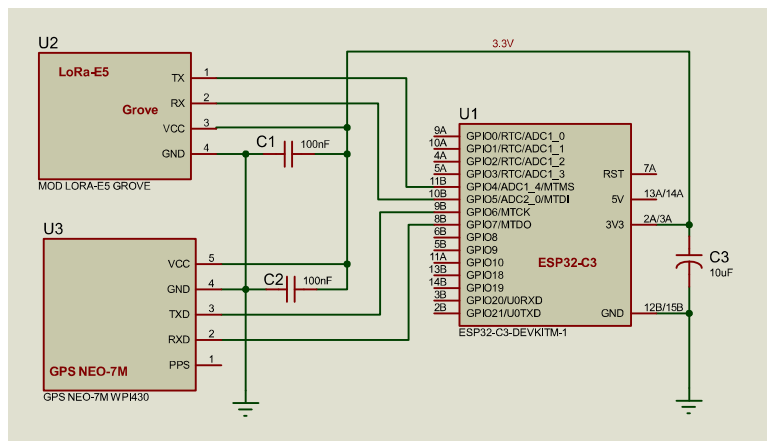 3.3V
U2
LoRa-E5
Grove
TX 1
RX 2
VCC 3
GND 4
MOD LORA-E5 GROVE
C1
100nF
U3
VCC 5
GND 4
TXD 3
RXD 2
PPS 1
GPS NEO-7M
GPS NEO-7M WPI430
C2
100nF
U1
9A GPIO0/RTC/ADC1_0
10A GPIO1/RTC/ADC1_1
4A GPIO2/RTC/ADC1_2
5A GPIO3/RTC/ADC1_3
11B GPIO4/ADC1_4/MTMS
10B GPIO5/ADC2_0/MTDI
9B GPIO6/MTCK
8B GPIO7/MTDO
6B GPIO8
5B GPIO9
11A GPIO10
13B GPIO18
14B GPIO19
3B GPIO20/U0RXD
2B GPIO21/U0TXD
RST 7A
5V 13A/14A
3V3 2A/3A
ESP32-C3
GND 12B/15B
ESP32-C3-DEVKITM-1
C3
10uF